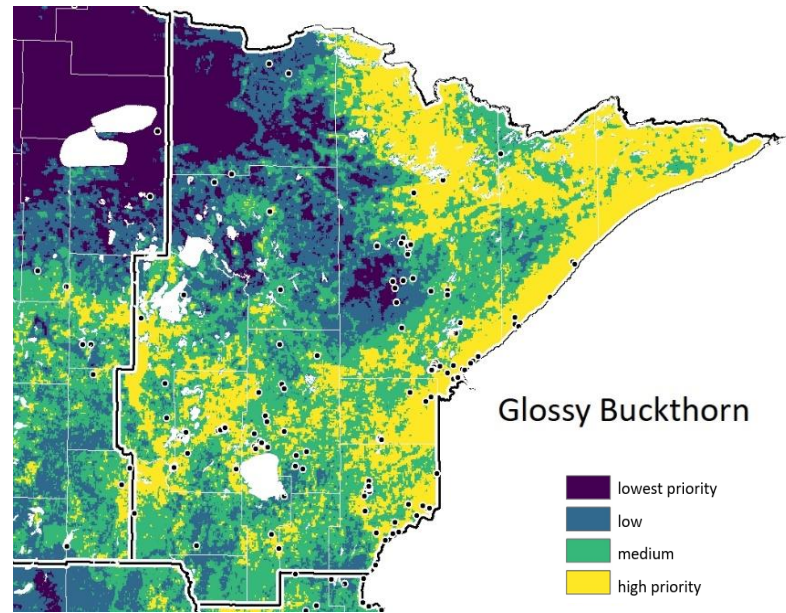 Glossy Buckthorn
lowest priority
low
medium
high priority